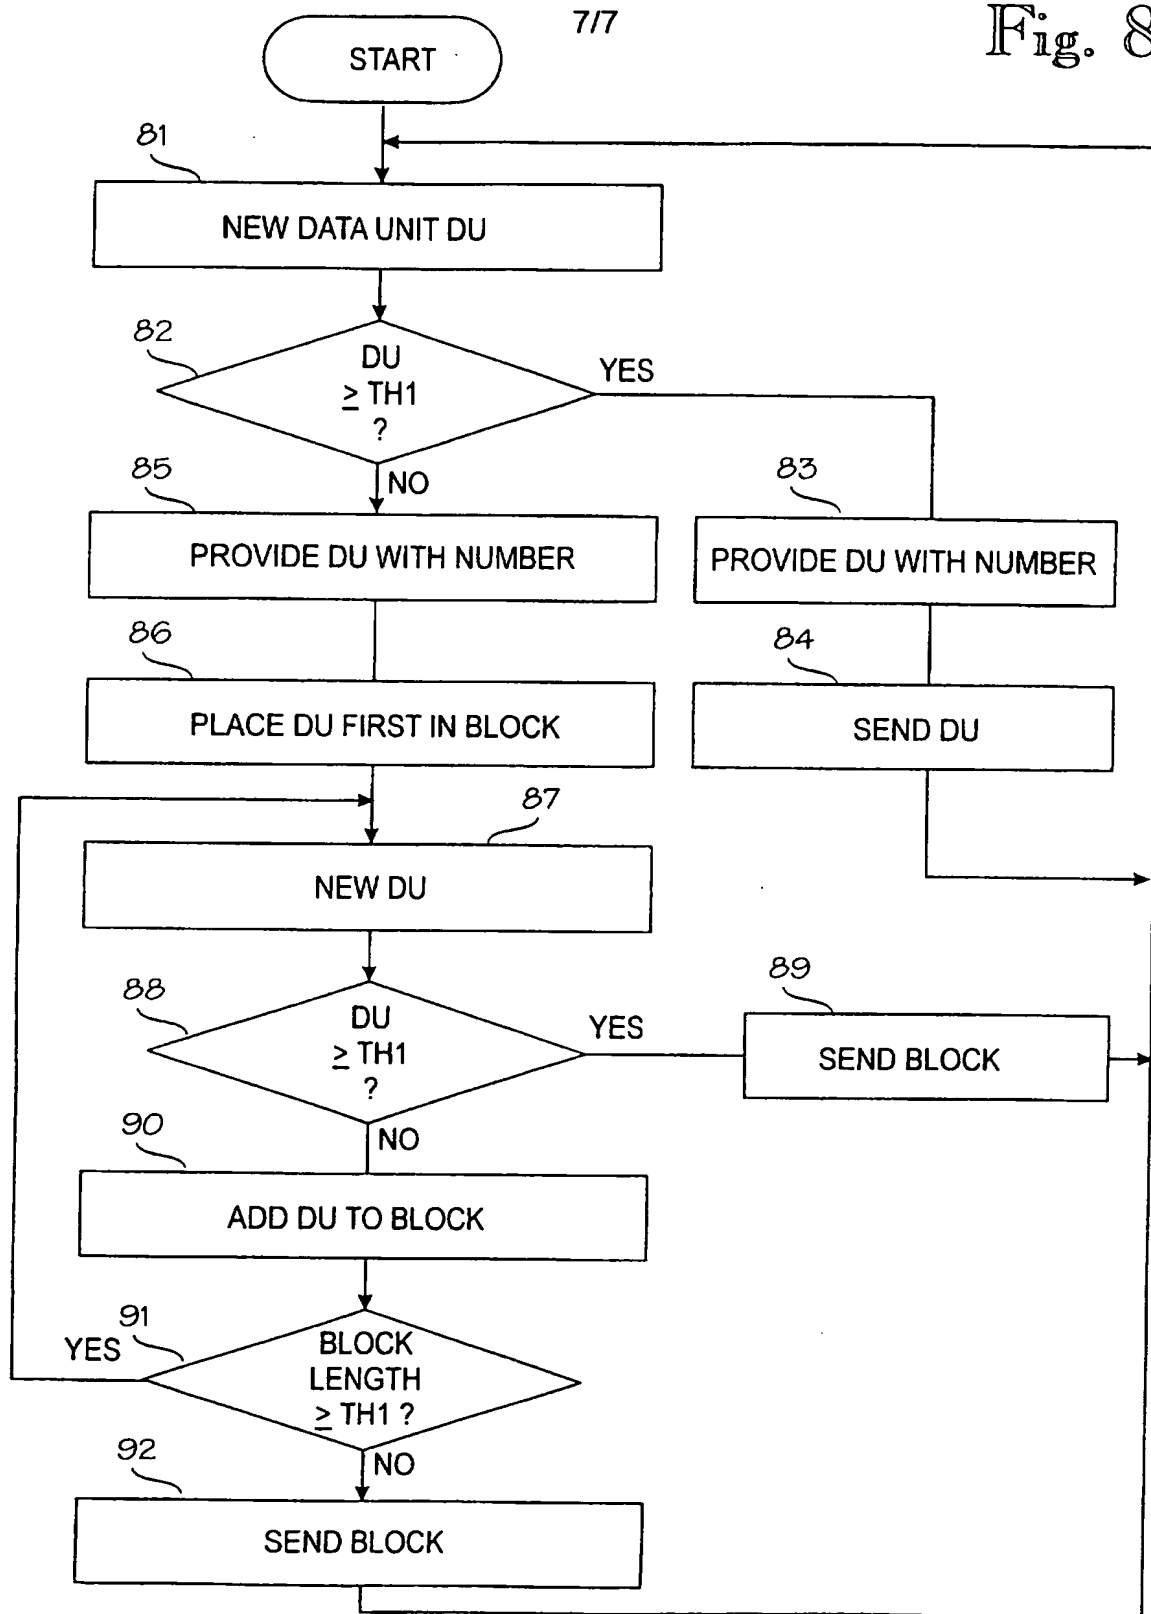 7/7
Fig. 8
START
81
NEW DATA UNIT DU
82
DU
≥ TH1
?
YES
NO
85
PROVIDE DU WITH NUMBER
83
PROVIDE DU WITH NUMBER
86
PLACE DU FIRST IN BLOCK
84
SEND DU
87
NEW DU
88
DU
≥ TH1
?
YES
89
SEND BLOCK
NO
90
ADD DU TO BLOCK
91
YES
BLOCK
LENGTH
≥ TH1 ?
NO
92
SEND BLOCK